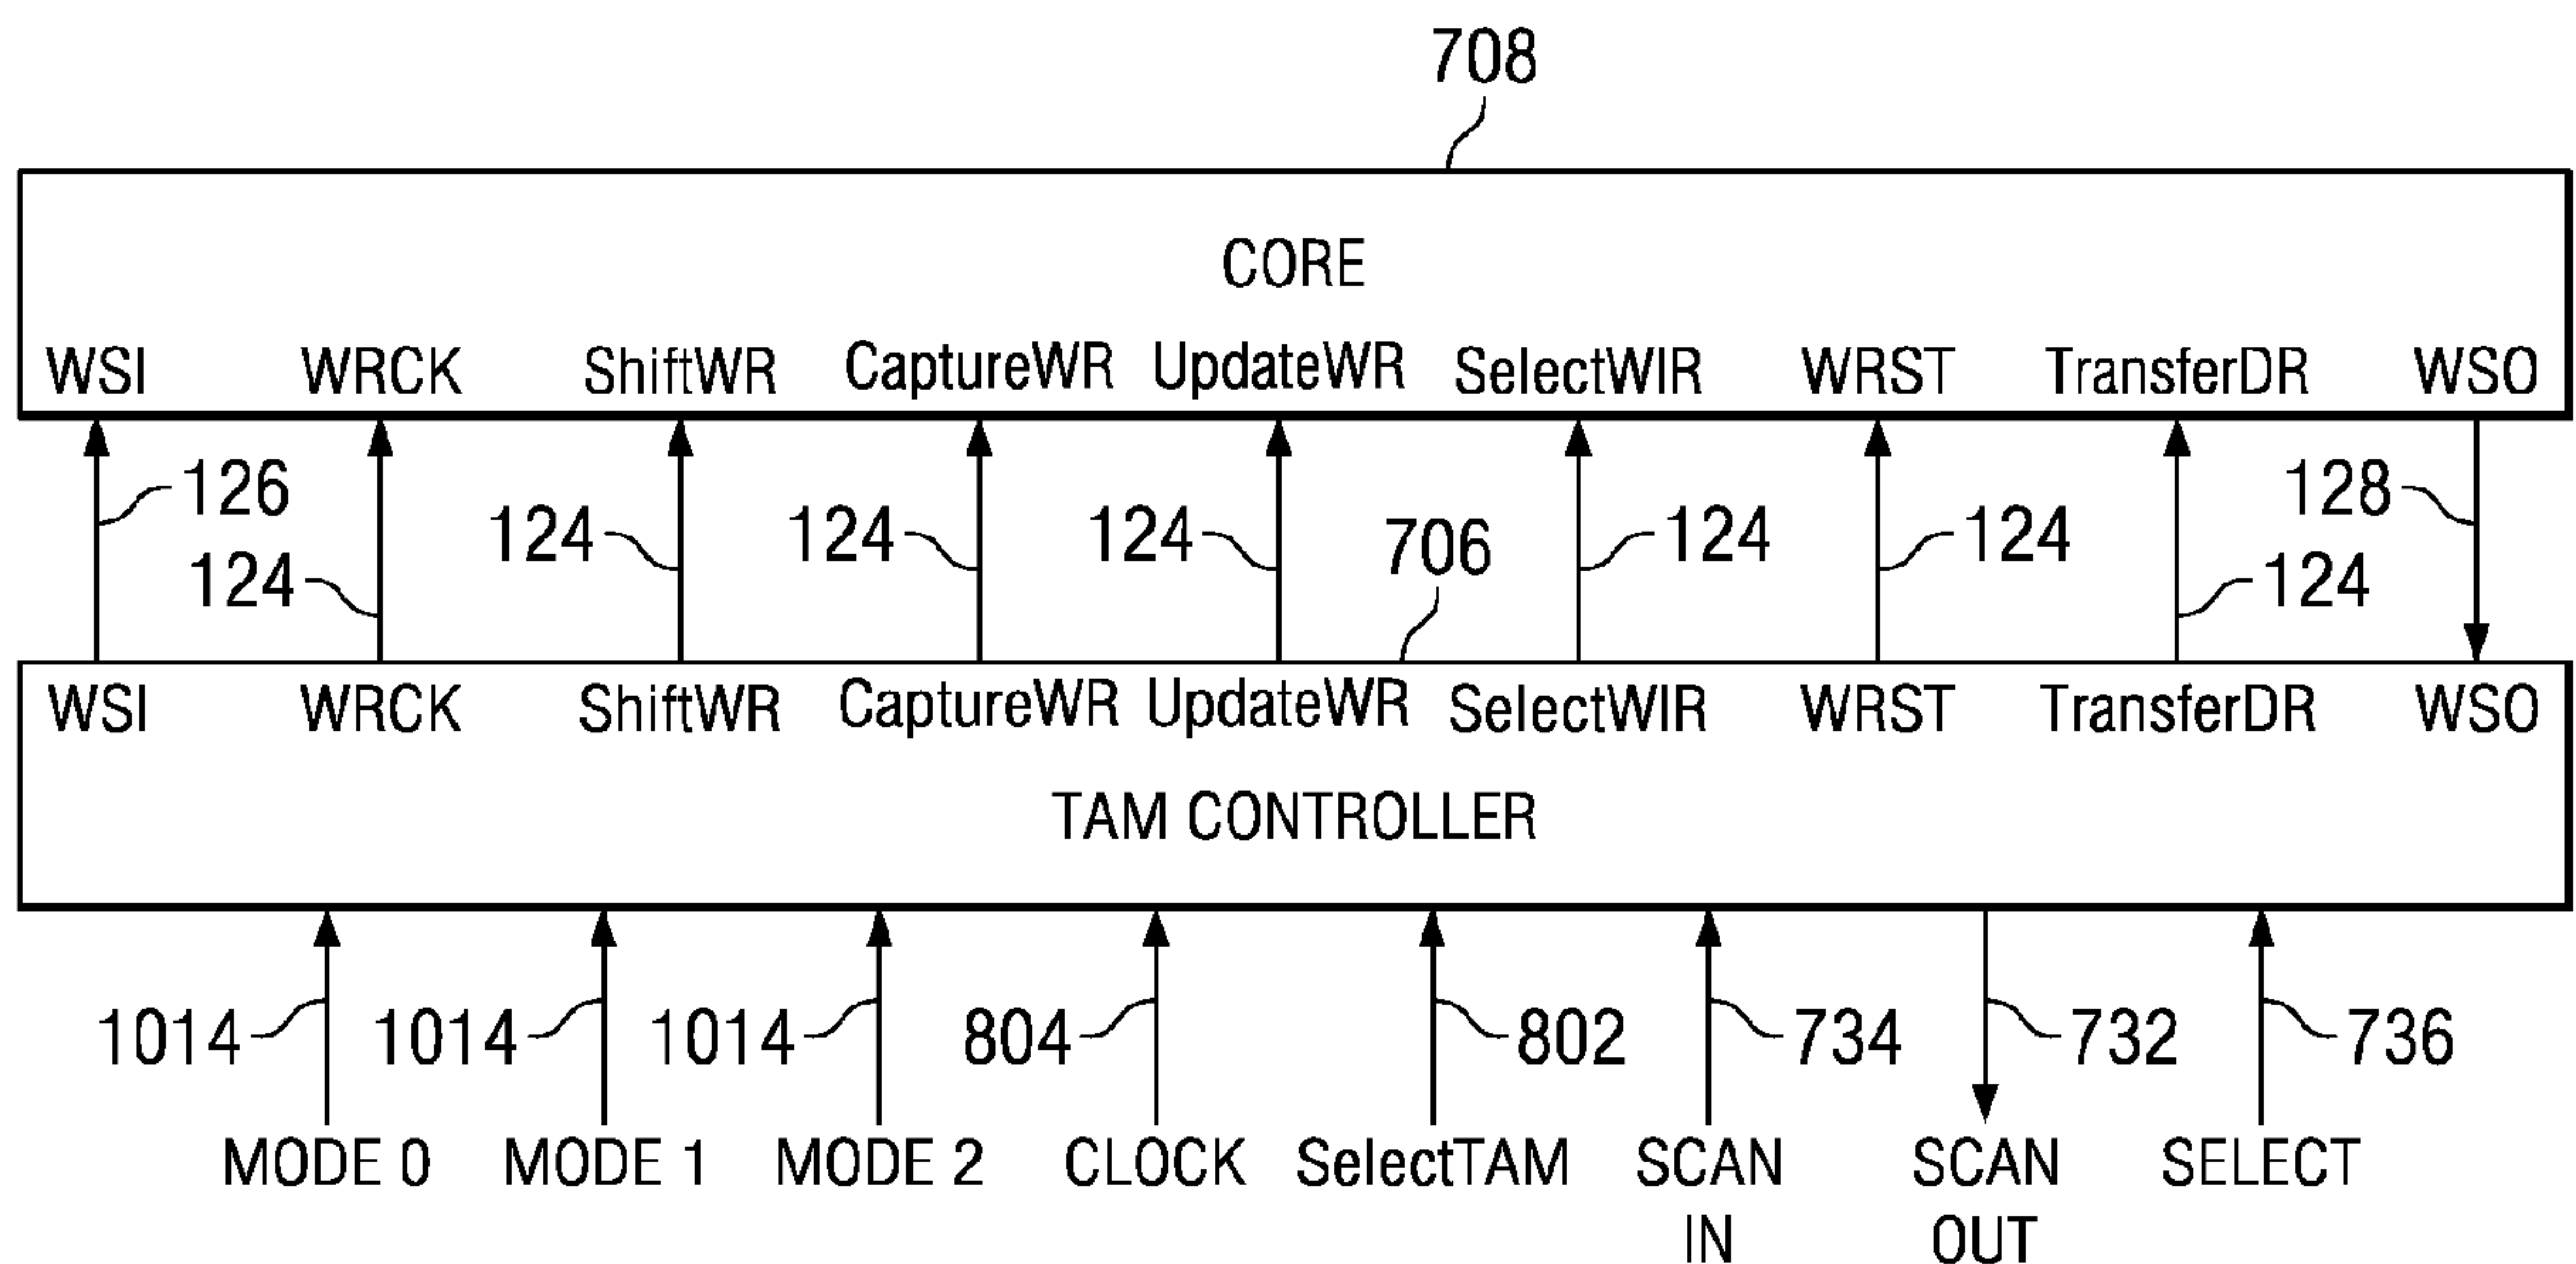 708
CORE
WSI WRCK ShiftWR CaptureWR UpdateWR SelectWIR WRST TransferDR WSO
126 124 124 124 124 706 124 124 124 128
WSI WRCK ShiftWR CaptureWR UpdateWR SelectWIR WRST TransferDR WSO
TAM CONTROLLER
1014 1014 1014 804 802 734 732 736
MODE 0 MODE 1 MODE 2 CLOCK SelectTAM SCAN SCAN SELECT
IN OUT